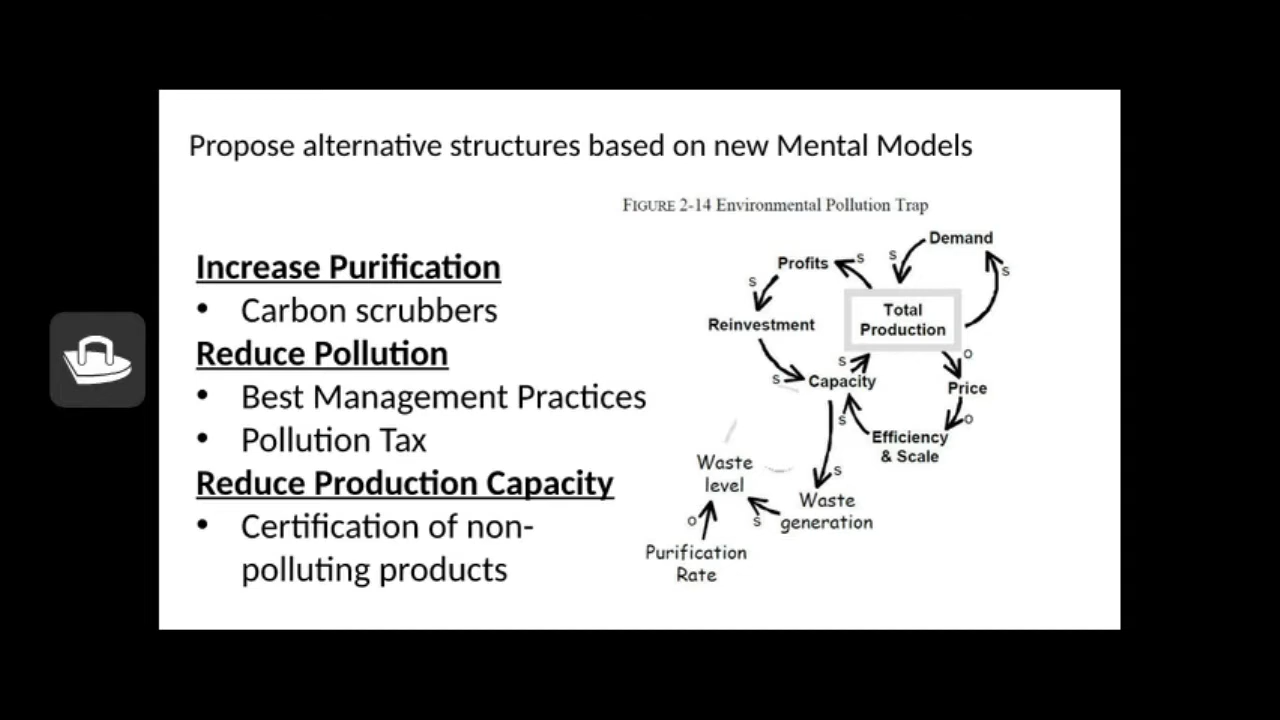 Propose alternative structures based on new Mental Models
FIGURE 2-14 Environmental Pollution Trap
Increase Purification
• Carbon scrubbers
Reduce Pollution
• Best Management Practices
• Pollution Tax
Reduce Production Capacity
• Certification of non-
polluting products
Demand
s
s
Profits
s
s
Total
Production
Reinvestment
s
o
s
Capacity
Price
s
o
Efficiency
& Scale
s
Waste
level
Waste
generation
o
s
Purification
Rate